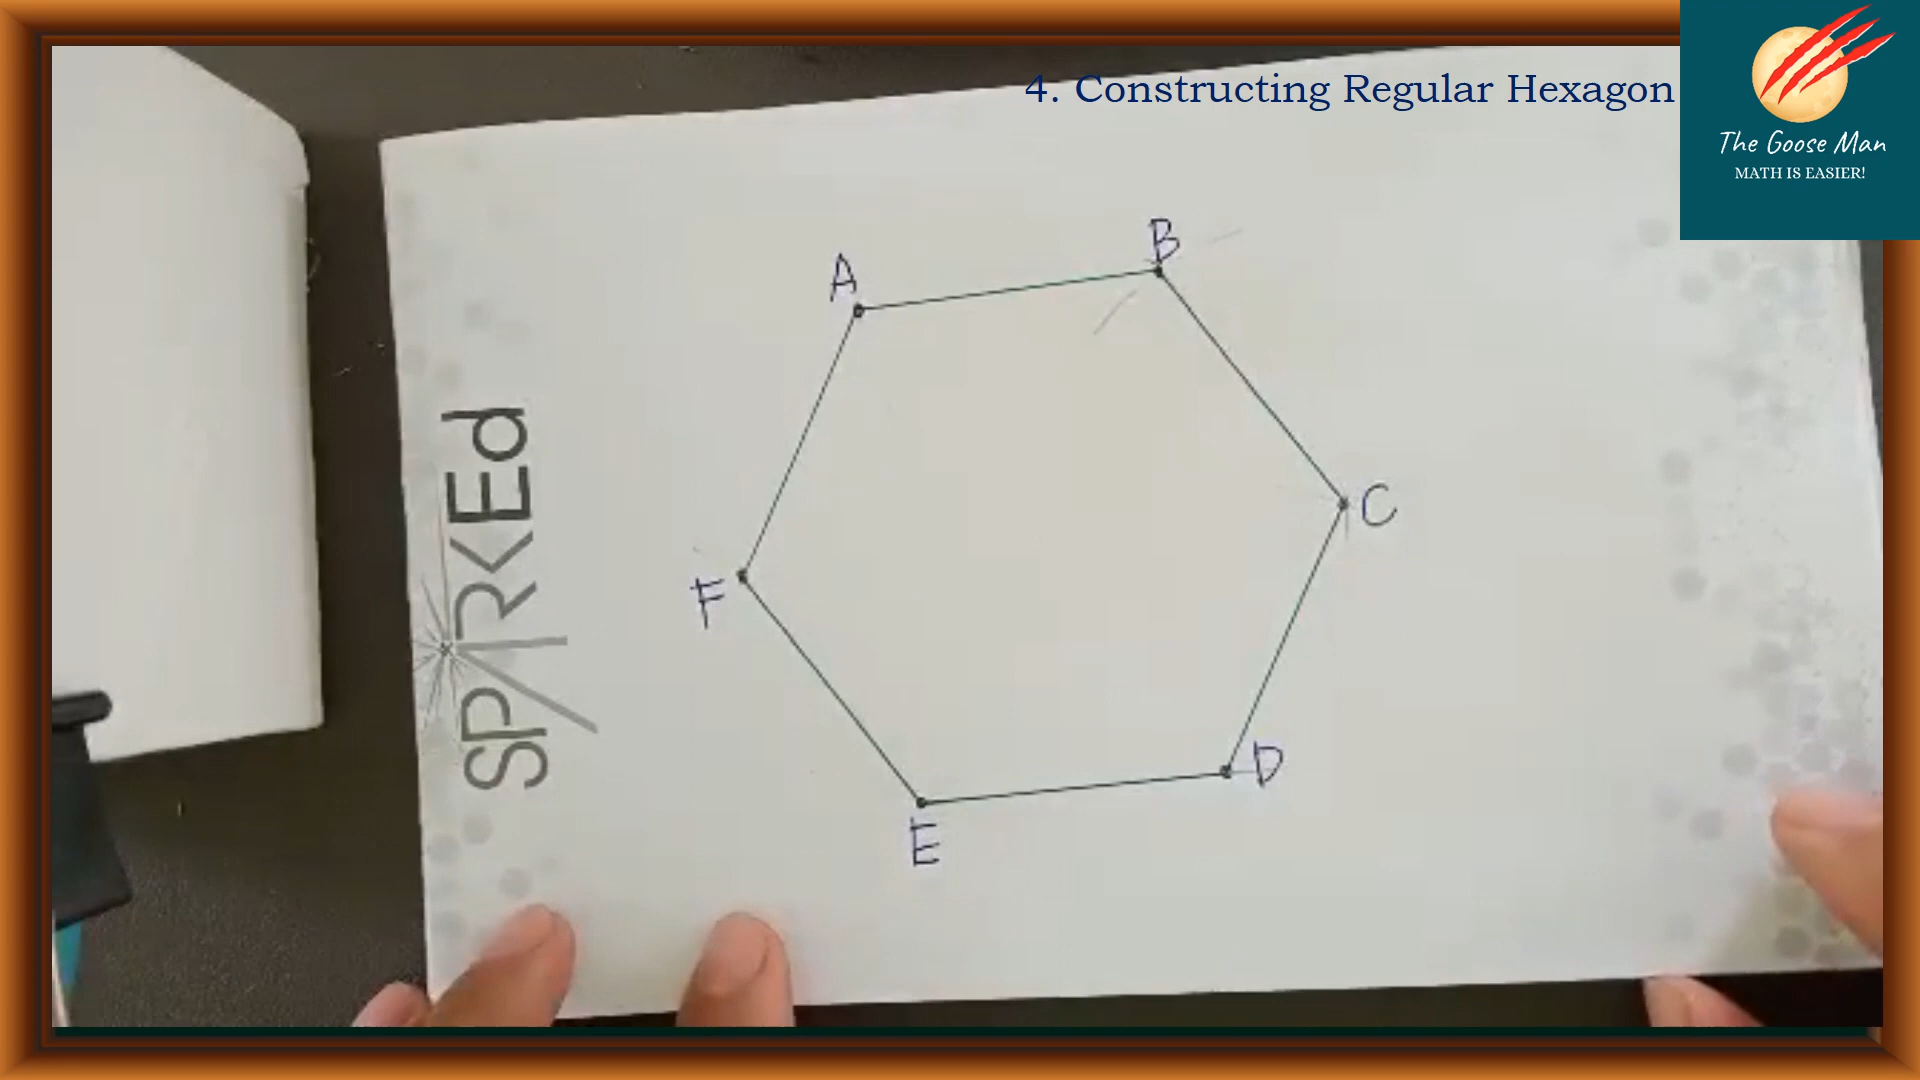 4. Constructing Regular Hexagon
The Goose Man
MATH IS EASIER!
A
B
C
D
E
F
SPARKEd